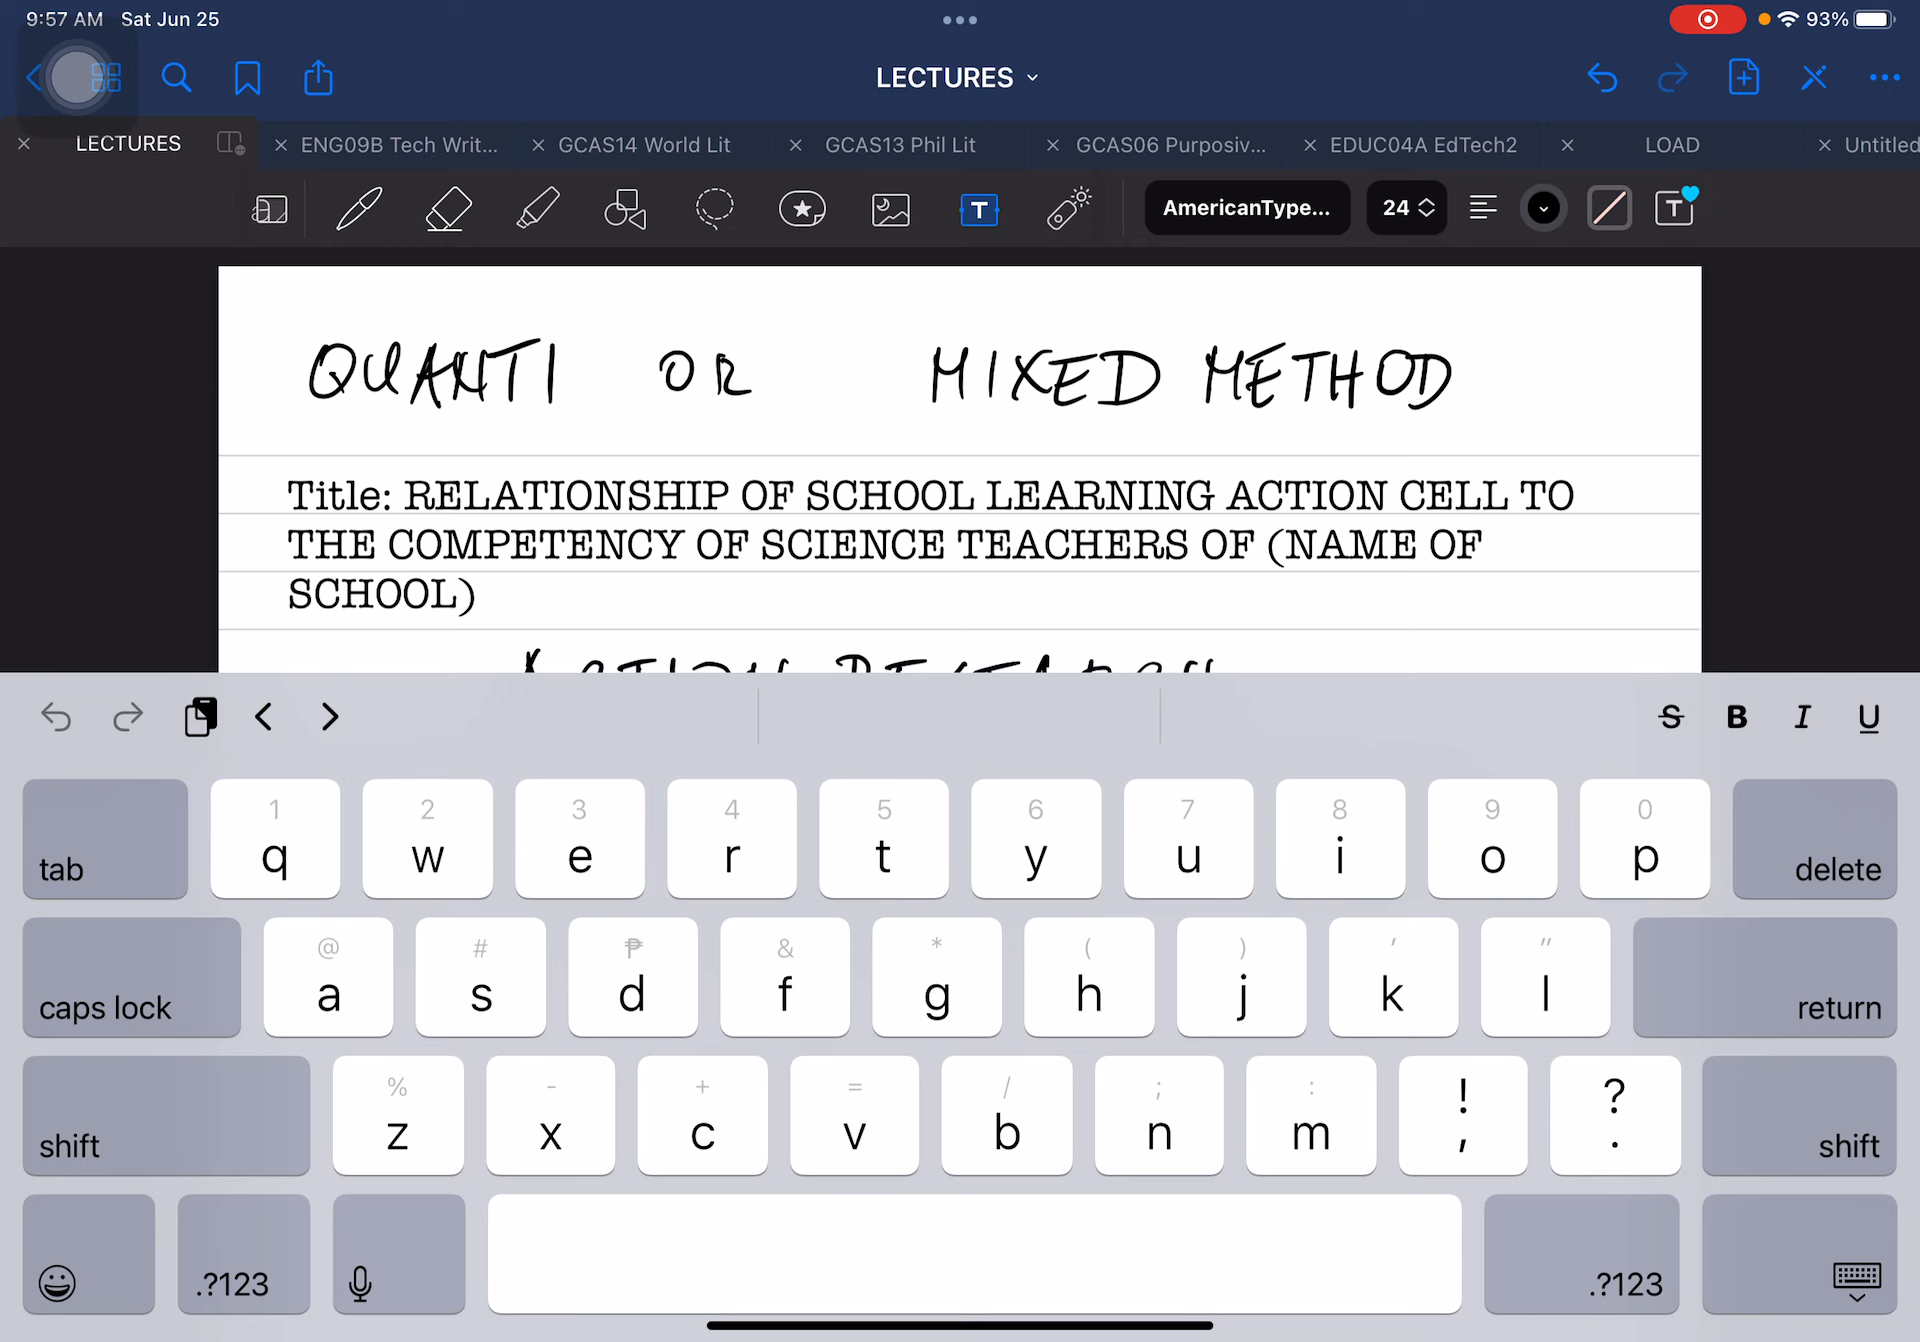 9:57 AM Sat Jun 25
93%
LECTURES
LECTURES
ENG09B Tech Writ...
GCAS14 World Lit
GCAS13 Phil Lit
GCAS06 Purposiv...
EDUC04A EdTech2
LOAD
Untitled
T
AmericanType...
24
T
QUANTI OR MIXED METHOD
Title: RELATIONSHIP OF SCHOOL LEARNING ACTION CELL TO
THE COMPETENCY OF SCIENCE TEACHERS OF (NAME OF
SCHOOL)
S B I U
1 2 3 4 5 6 7 8 9 0
tab q w e r t y u i o p delete
@ # ₱ & * ( ) ' "
caps lock a s d f g h j k l return
% - + = / ; : ! ?
shift z x c v b n m , . shift
.?123 .?123